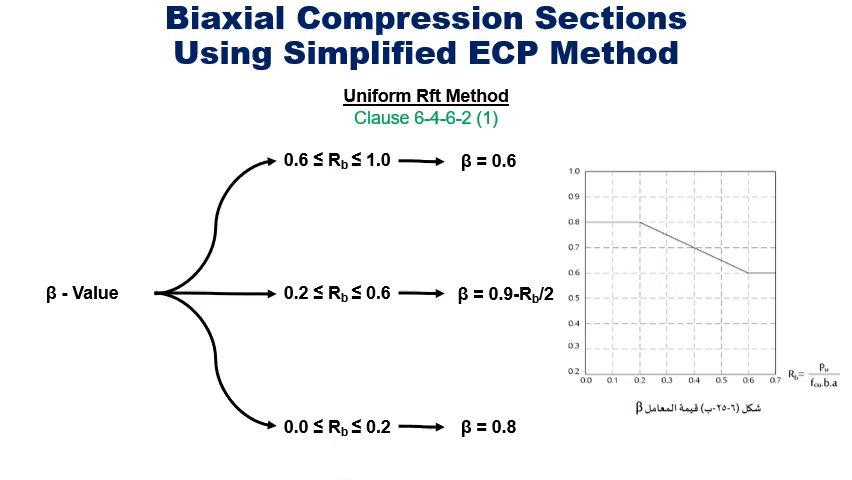 Biaxial Compression Sections
Using Simplified ECP Method
Uniform Rft Method
Clause 6-4-6-2 (1)
0.6 ≤ Rb ≤ 1.0
β = 0.6
β - Value
0.2 ≤ Rb ≤ 0.6
β = 0.9-Rb/2
0.0 ≤ Rb ≤ 0.2
β = 0.8
1.0
0.9
0.8
0.7
0.6
0.5
0.4
0.3
0.2
0.0 0.1 0.2 0.3 0.4 0.5 0.6 0.7
Rb= Pu
fcu.b.a
شكل (٦-٢٥-ب) قيمة المعامل β